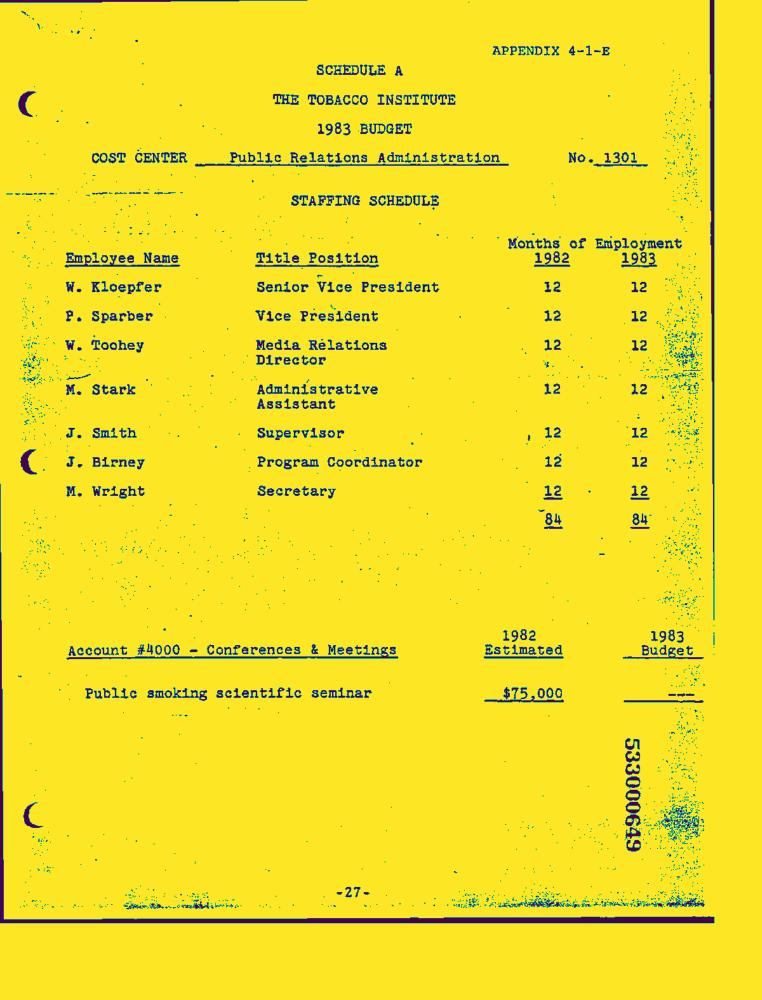 APPENDIX 4-1-E
SCHEDULE A
THE TOBACCO INSTITUTE
1983 BUDGET
COST CENTER Public Relations Administration No. 1301
STAFFING SCHEDULE
Months of Employment
Employee Name Title Position 1982 1983
W. Kloepfer Senior Vice President 12 12
P. Sparber Vice President 12 12
W. Toohey Media Relations 12 12
Director
M. Stark Administrative 12 12
Assistant
J. Smith Supervisor 12 12
J. Birney Program Coordinator 12 12
M. Wright Secretary 12 12
84 84
1982 1983
Account #4000 - Conferences & Meetings Estimated Budget
Public smoking scientific seminar $75,000 ---
533000649
-27-